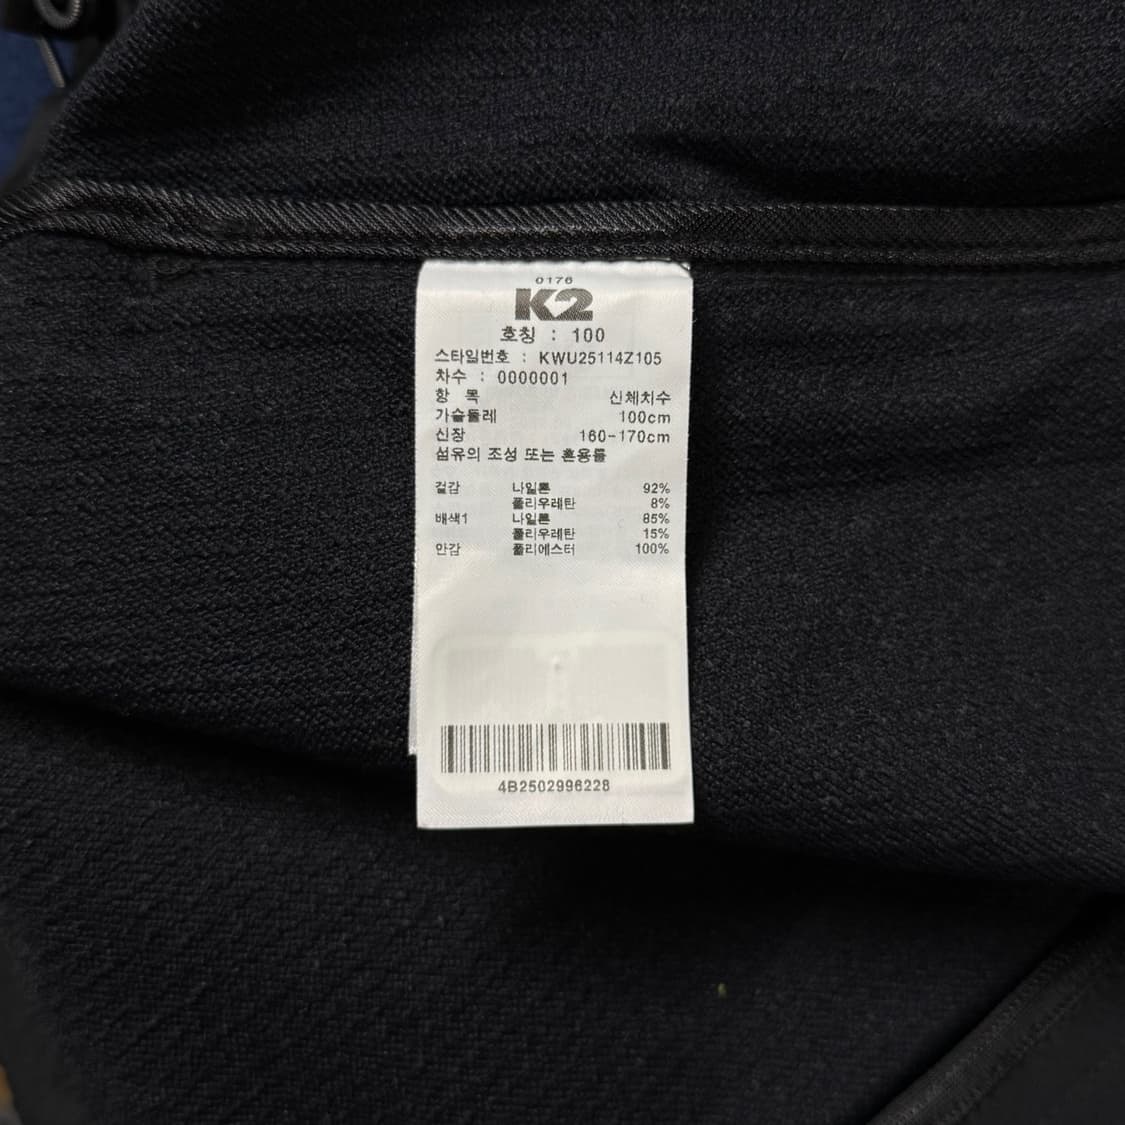 0176
K2
호칭 : 100
스타일번호 : KWU25114Z105
차수 : 0000001
항 목 신체치수
가슴둘레 100cm
신장 160-170cm
섬유의 조성 또는 혼용률
겉감 나일론 92%
폴리우레탄 8%
배색1 나일론 85%
폴리우레탄 15%
안감 폴리에스터 100%
4B2502996228